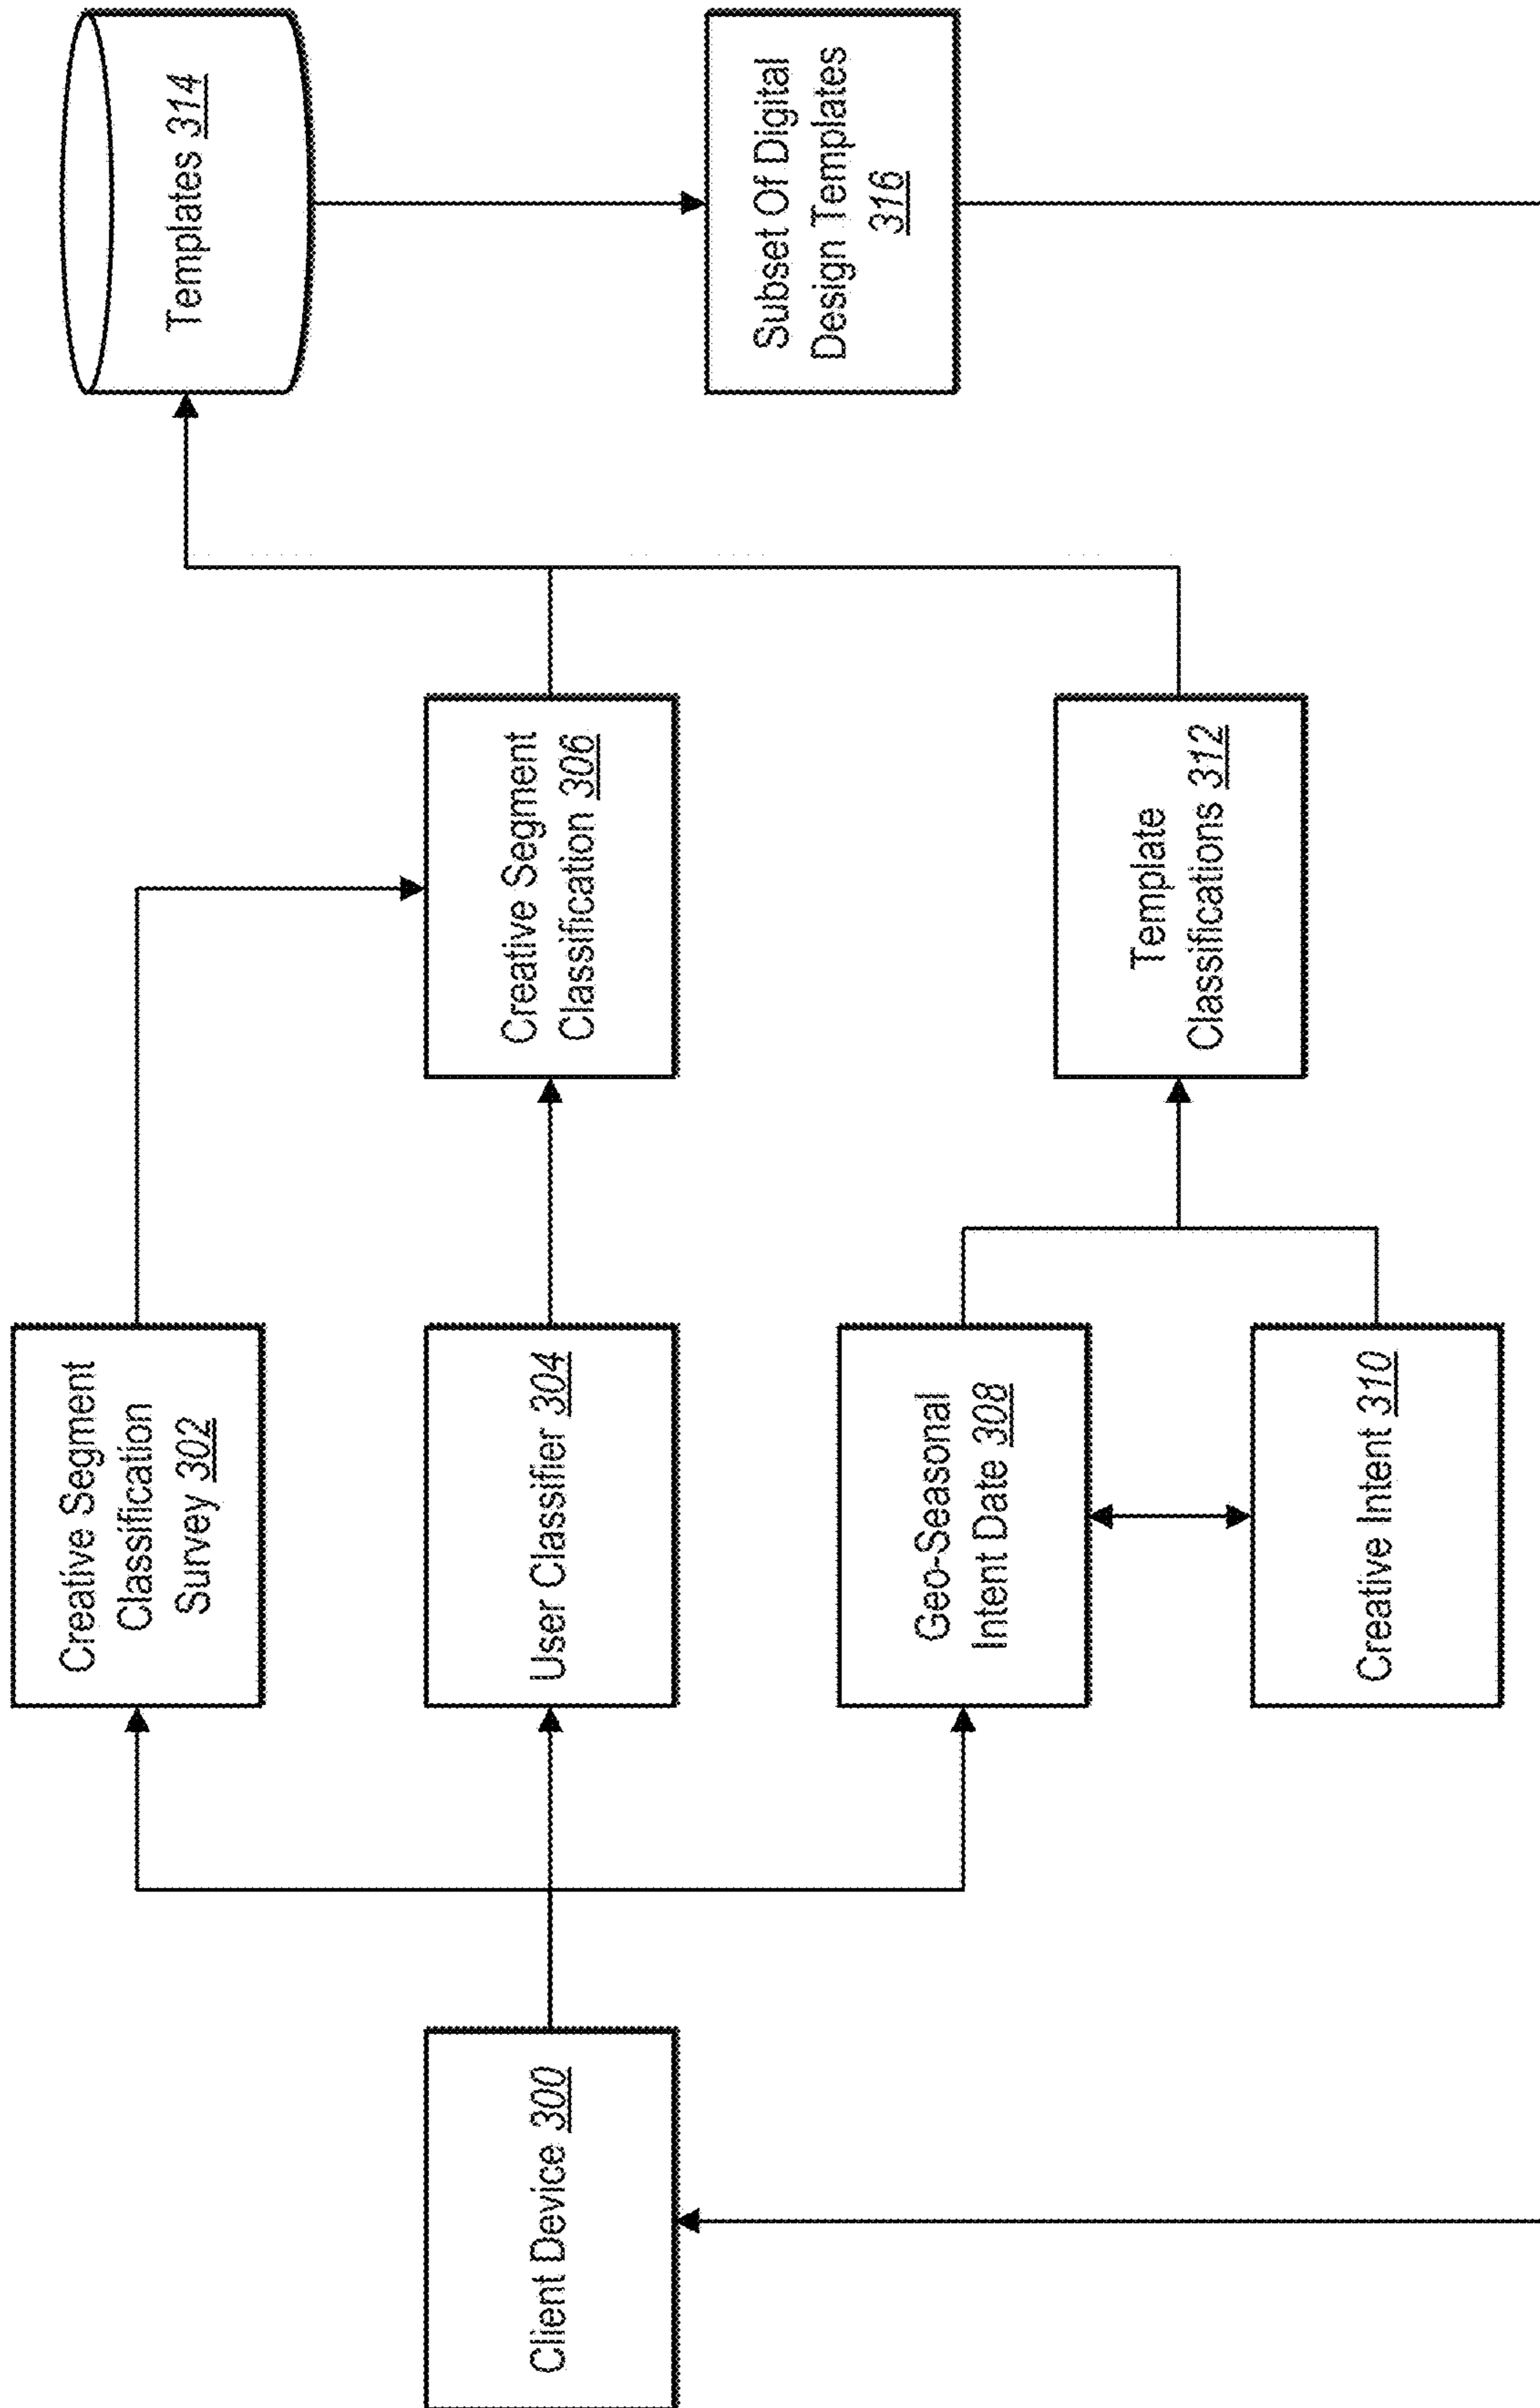 Client Device 300
Creative Segment
Classification
Survey 302
User Classifier 304
Geo-Seasonal
Intent Date 308
Creative Intent 310
Creative Segment
Classification 306
Template
Classifications 312
Templates 314
Subset Of Digital
Design Templates
316